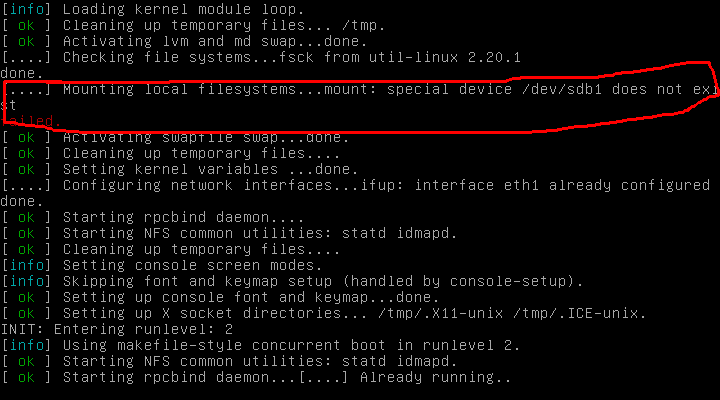 [info] Loading kernel module loop.
[ ok ] Cleaning up temporary files... /tmp.
[ ok ] Activating lvm and md swap...done.
[....] Checking file systems...fsck from util-linux 2.20.1
done.
[....] Mounting local filesystems...mount: special device /dev/sdb1 does not exi
st
failed.
[ ok ] Activating swapfile swap...done.
[ ok ] Cleaning up temporary files....
[ ok ] Setting kernel variables ...done.
[....] Configuring network interfaces...ifup: interface eth1 already configured
done.
[ ok ] Starting rpcbind daemon....
[ ok ] Starting NFS common utilities: statd idmapd.
[ ok ] Cleaning up temporary files....
[info] Setting console screen modes.
[info] Skipping font and keymap setup (handled by console-setup).
[ ok ] Setting up console font and keymap...done.
[ ok ] Setting up X socket directories... /tmp/.X11-unix /tmp/.ICE-unix.
INIT: Entering runlevel: 2
[info] Using makefile-style concurrent boot in runlevel 2.
[ ok ] Starting NFS common utilities: statd idmapd.
[ ok ] Starting rpcbind daemon...[....] Already running..